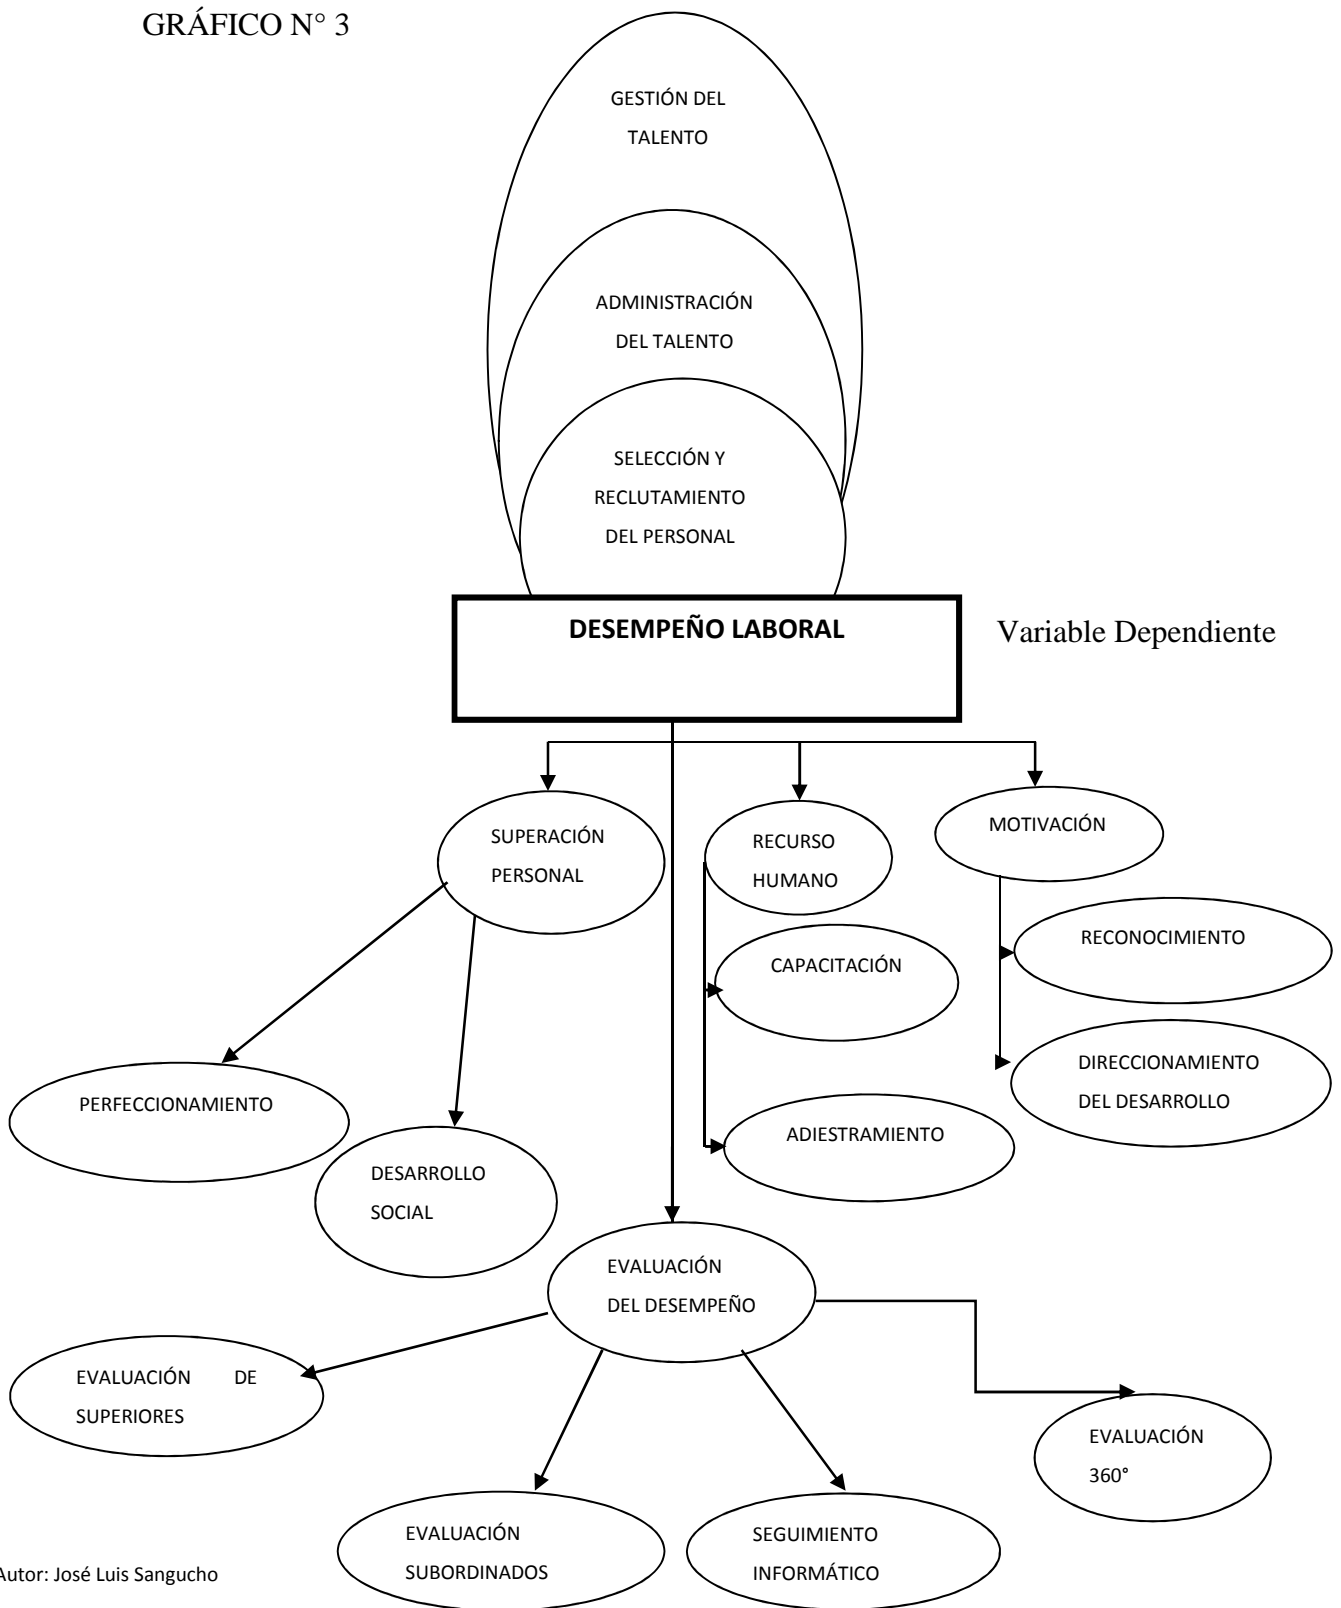 GRÁFICO N° 3
GESTIÓN DEL
TALENTO
ADMINISTRACIÓN
DEL TALENTO
SELECCIÓN Y
RECLUTAMIENTO
DEL PERSONAL
DESEMPEÑO LABORAL
Variable Dependiente
SUPERACIÓN
PERSONAL
RECURSO
HUMANO
MOTIVACIÓN
RECONOCIMIENTO
CAPACITACIÓN
DIRECCIONAMIENTO
DEL DESARROLLO
PERFECCIONAMIENTO
ADIESTRAMIENTO
DESARROLLO
SOCIAL
EVALUACIÓN
DEL DESEMPEÑO
EVALUACIÓN DE
SUPERIORES
EVALUACIÓN
360°
EVALUACIÓN
SUBORDINADOS
SEGUIMIENTO
INFORMÁTICO
Autor: José Luis Sangucho